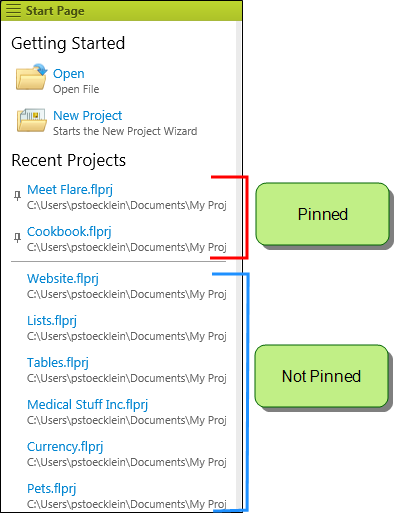 Start Page
Getting Started
Open
Open File
New Project
Starts the New Project Wizard
Recent Projects
Meet Flare.flprj
C:\Users\pstoecklein\Documents\My Proj
Cookbook.flprj
C:\Users\pstoecklein\Documents\My Proj
Pinned
Website.flprj
C:\Users\pstoecklein\Documents\My Proj
Lists.flprj
C:\Users\pstoecklein\Documents\My Proj
Tables.flprj
C:\Users\pstoecklein\Documents\My Proj
Medical Stuff Inc.flprj
C:\Users\pstoecklein\Documents\My Proj
Currency.flprj
C:\Users\pstoecklein\Documents\My Proj
Pets.flprj
C:\Users\pstoecklein\Documents\My Proj
Not Pinned